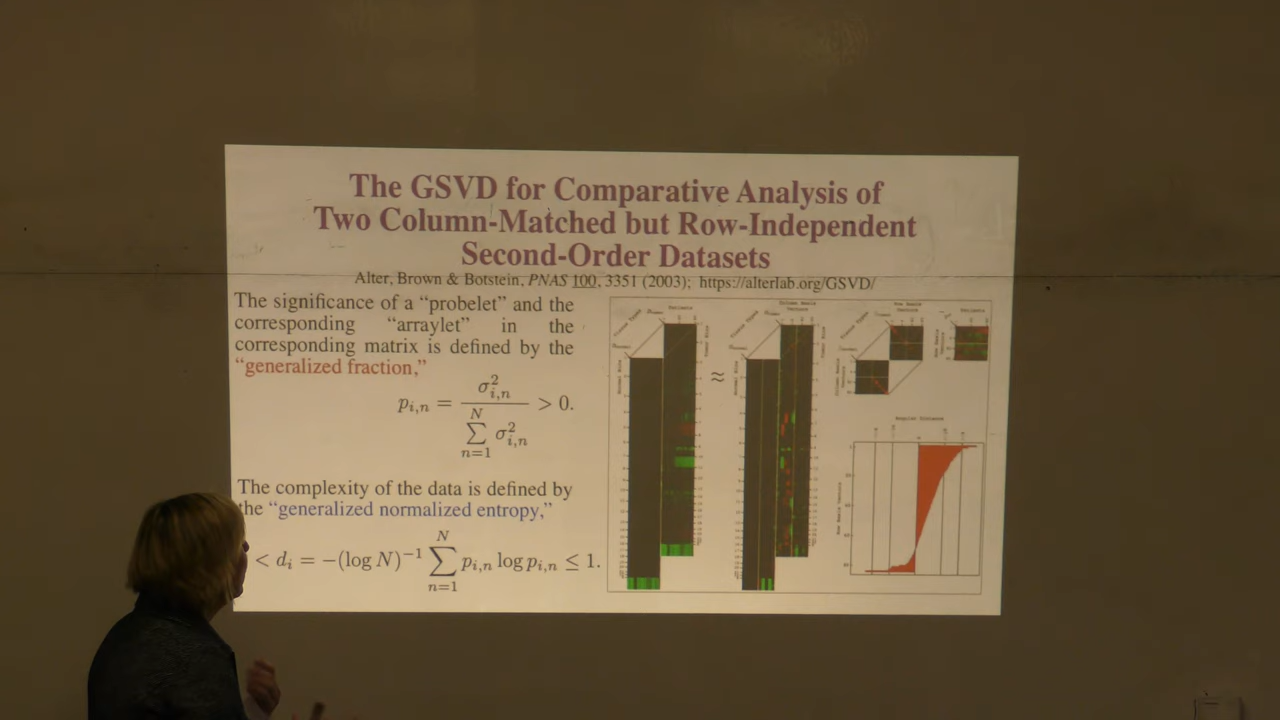 The GSVD for Comparative Analysis of
Two Column-Matched but Row-Independent
Second-Order Datasets
Alter, Brown & Botstein, PNAS 100, 3351 (2003); https://alterlab.org/GSVD/
The significance of a “probelet” and the
corresponding “arraylet” in the
corresponding matrix is defined by the
“generalized fraction,”
p_{i,n} = σ²_{i,n} / ∑_{n=1}^{N} σ²_{i,n} > 0.
The complexity of the data is defined by
the “generalized normalized entropy,”
< d_i = −(log N)^{−1} ∑_{n=1}^{N} p_{i,n} log p_{i,n} ≤ 1.
≈